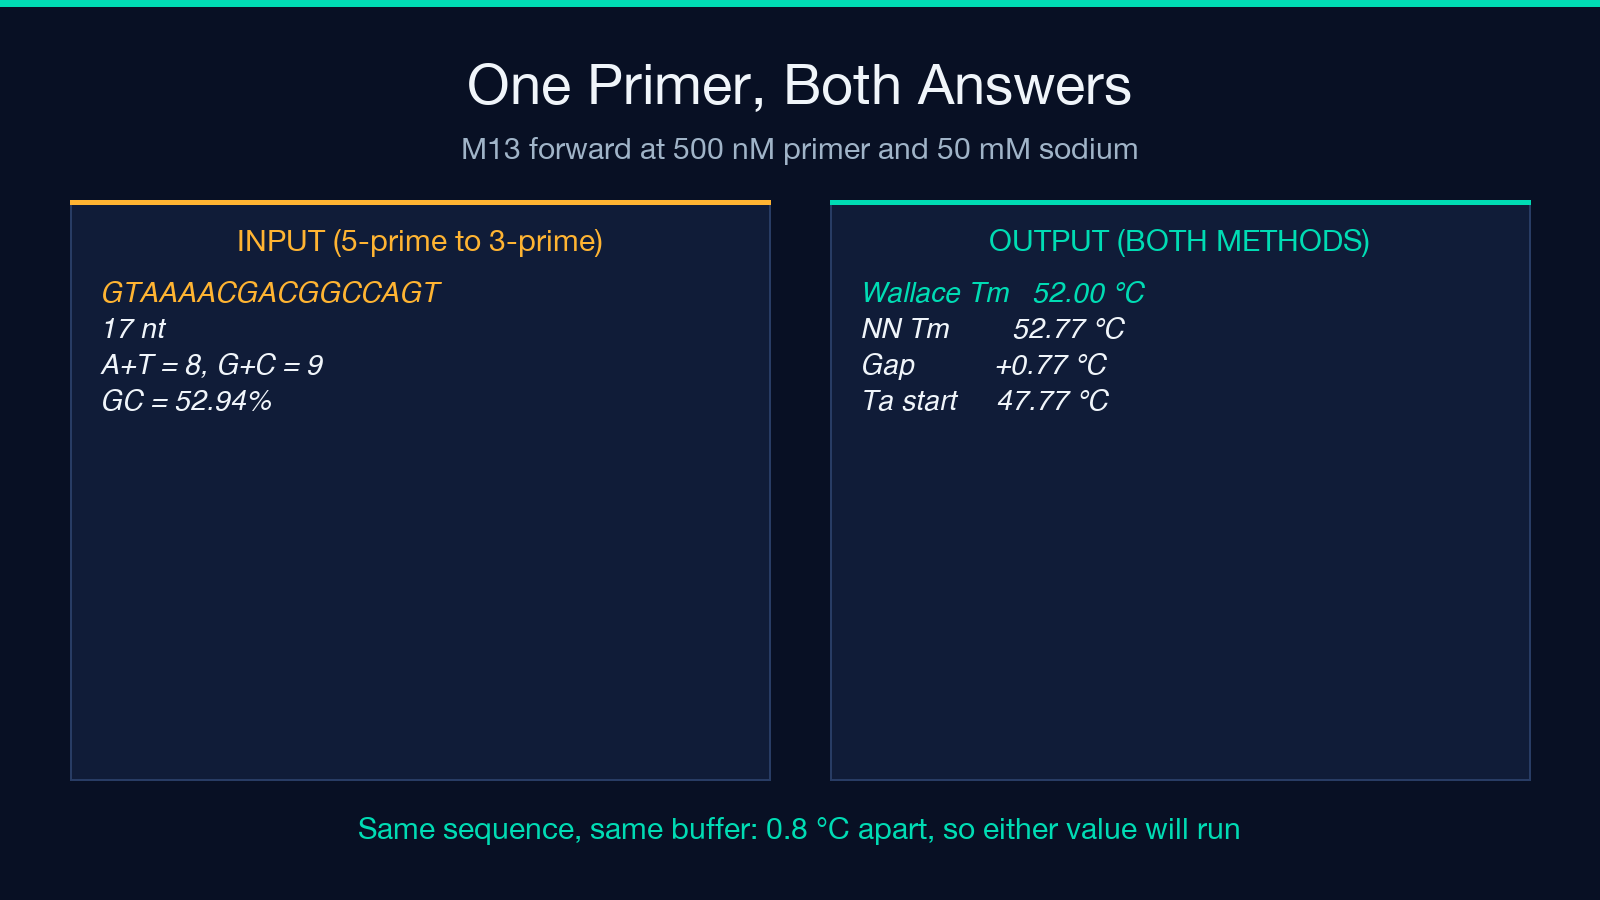 One Primer, Both Answers
M13 forward at 500 nM primer and 50 mM sodium
INPUT (5-prime to 3-prime)
GTAAAACGACGGCCAGT
17 nt
A+T = 8, G+C = 9
GC = 52.94%
OUTPUT (BOTH METHODS)
Wallace Tm 52.00 °C
NN Tm 52.77 °C
Gap +0.77 °C
Ta start 47.77 °C
Same sequence, same buffer: 0.8 °C apart, so either value will run